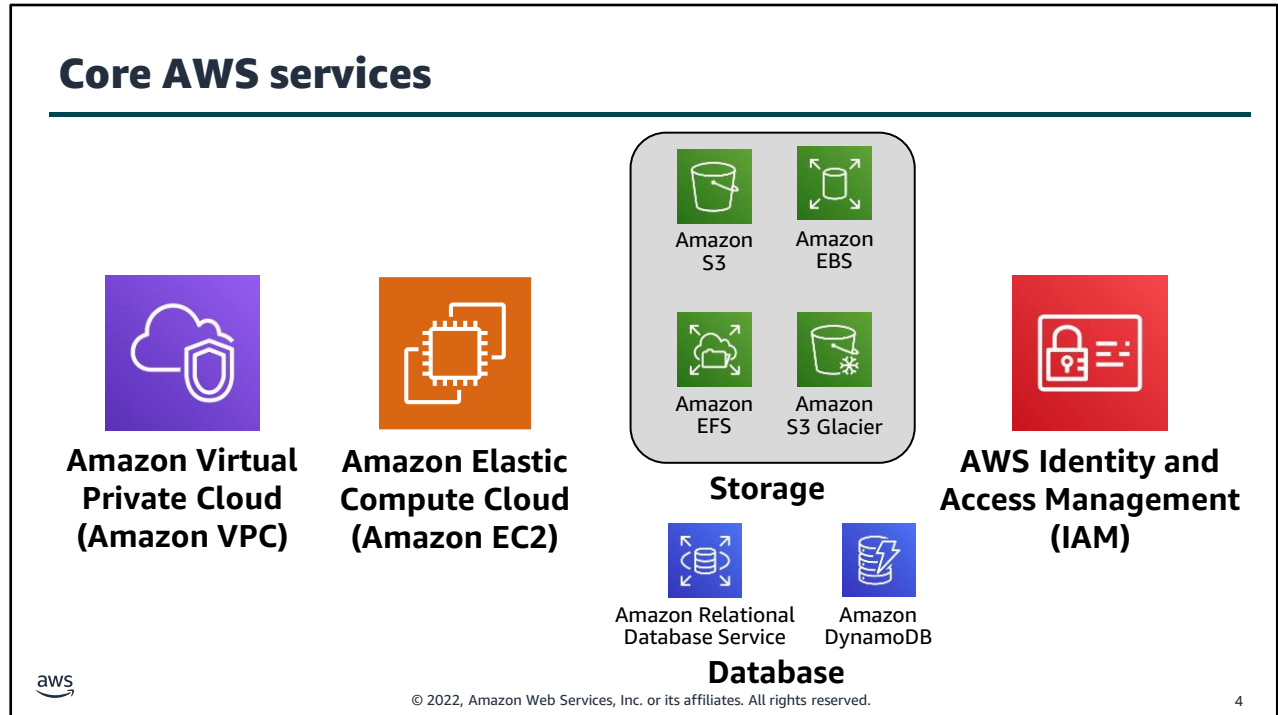 Core AWS services
Amazon
S3
Amazon
EBS
Amazon
EFS
Amazon
S3 Glacier
Storage
Amazon Virtual
Private Cloud
(Amazon VPC)
Amazon Elastic
Compute Cloud
(Amazon EC2)
AWS Identity and
Access Management
(IAM)
Amazon Relational
Database Service
Amazon
DynamoDB
Database
aws
© 2022, Amazon Web Services, Inc. or its affiliates. All rights reserved.
4